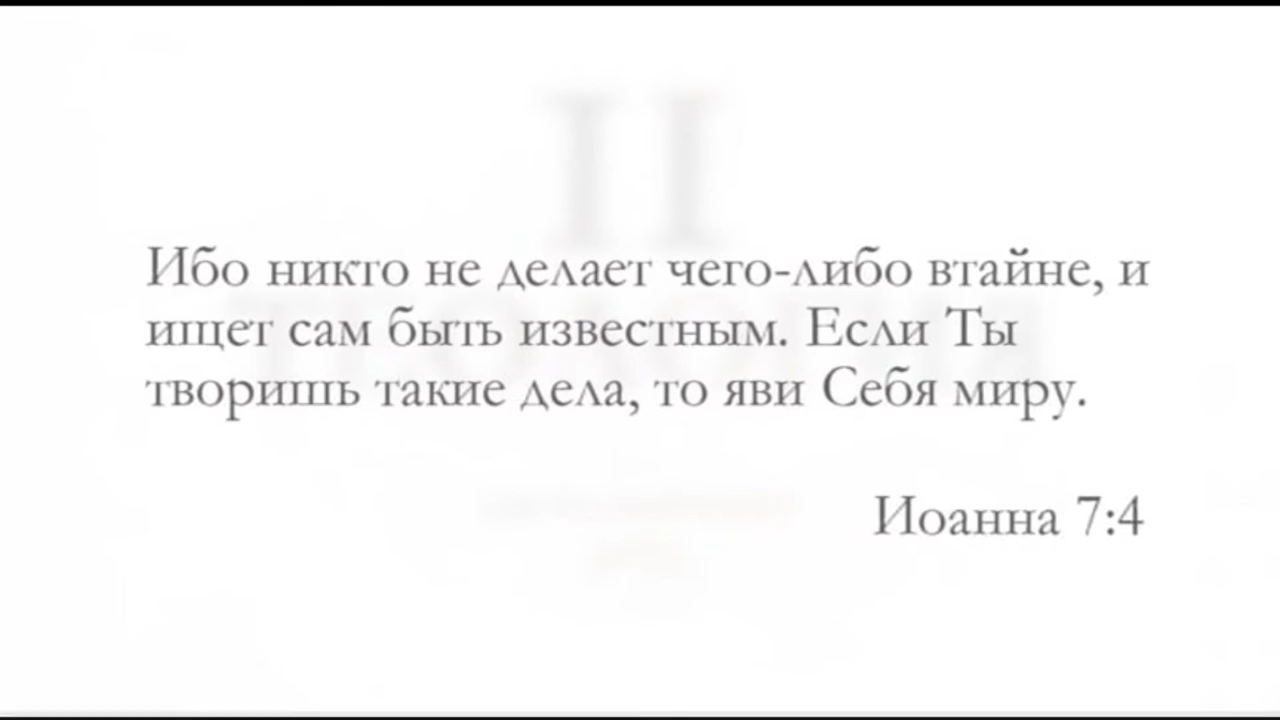 Ибо никто не делает чего-либо втайне, и
ищет сам быть известным. Если Ты
творишь такие дела, то яви Себя миру.
Иоанна 7:4